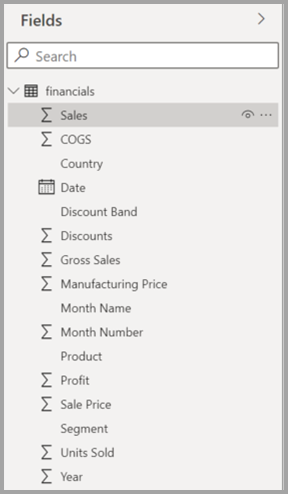 Fields
Search
financials
Sales
COGS
Country
Date
Discount Band
Discounts
Gross Sales
Manufacturing Price
Month Name
Month Number
Product
Profit
Sale Price
Segment
Units Sold
Year